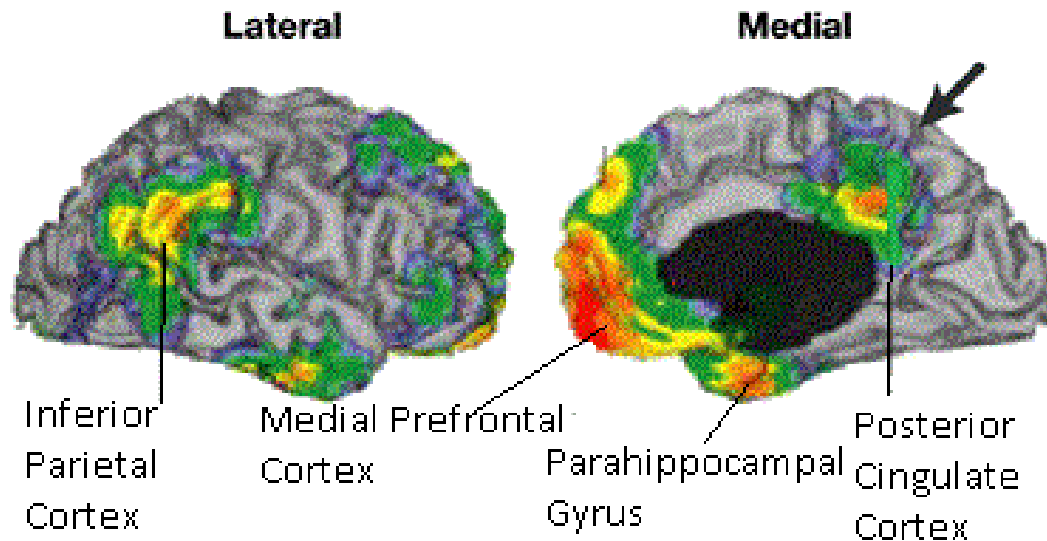 Lateral
Medial
Inferior
Parietal
Cortex
Medial Prefrontal
Cortex
Parahippocampal
Gyrus
Posterior
Cingulate
Cortex